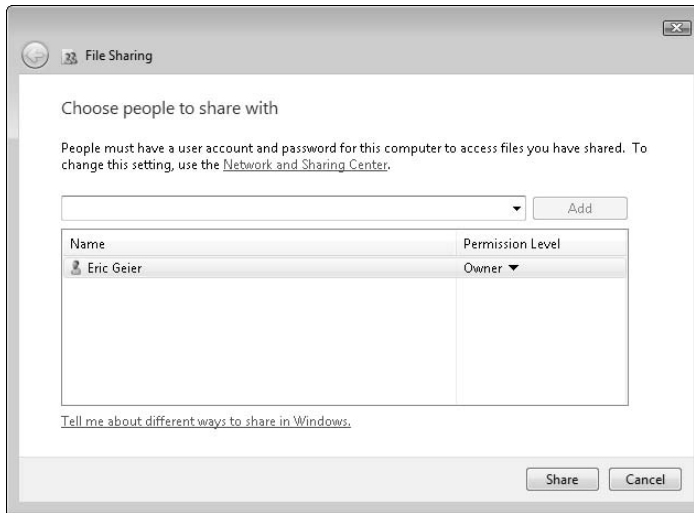 File Sharing
Choose people to share with
People must have a user account and password for this computer to access files you have shared. To
change this setting, use the Network and Sharing Center.
Add
Name Permission Level
Eric Geier Owner
Tell me about different ways to share in Windows.
Share Cancel